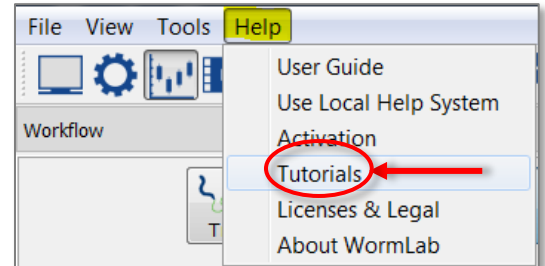 File View Tools Help
User Guide
Use Local Help System
Workflow
Activation
Tutorials
T
Licenses & Legal
About WormLab